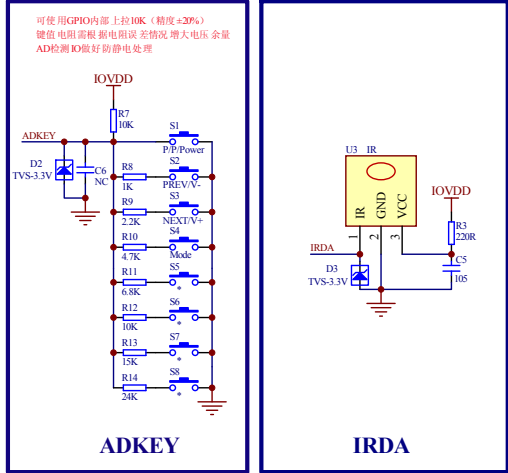 可使用GPIO内部上拉10K（精度±20%）
键值电阻需根据电阻误差情况增大电压余量
AD检测IO做好防静电处理
IOVDD
R7
10K
ADKEY
S1
P/P/Power
D2
TVS-3.3V
C6
NC
R8
1K
S2
PREV/V-
R9
2.2K
S3
NEXT/V+
R10
4.7K
S4
Mode
R11
6.8K
S5
*
R12
10K
S6
*
R13
15K
S7
*
R14
24K
S8
*
ADKEY
U3 IR
IR
GND
VCC
1
2
3
IOVDD
R3
220R
IRDA
D3
TVS-3.3V
C5
105
IRDA